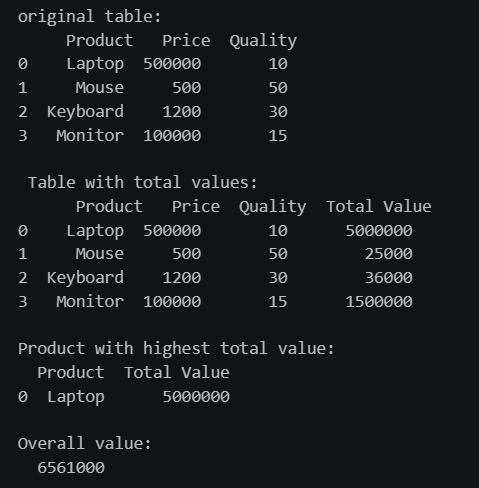 original table:
     Product   Price  Quality
0    Laptop  500000       10
1     Mouse     500       50
2  Keyboard    1200       30
3   Monitor  100000       15
 Table with total values:
      Product   Price  Quality  Total Value
0    Laptop  500000       10      5000000
1     Mouse     500       50        25000
2  Keyboard    1200       30        36000
3   Monitor  100000       15      1500000
Product with highest total value:
  Product  Total Value
0  Laptop      5000000
Overall value:
  6561000